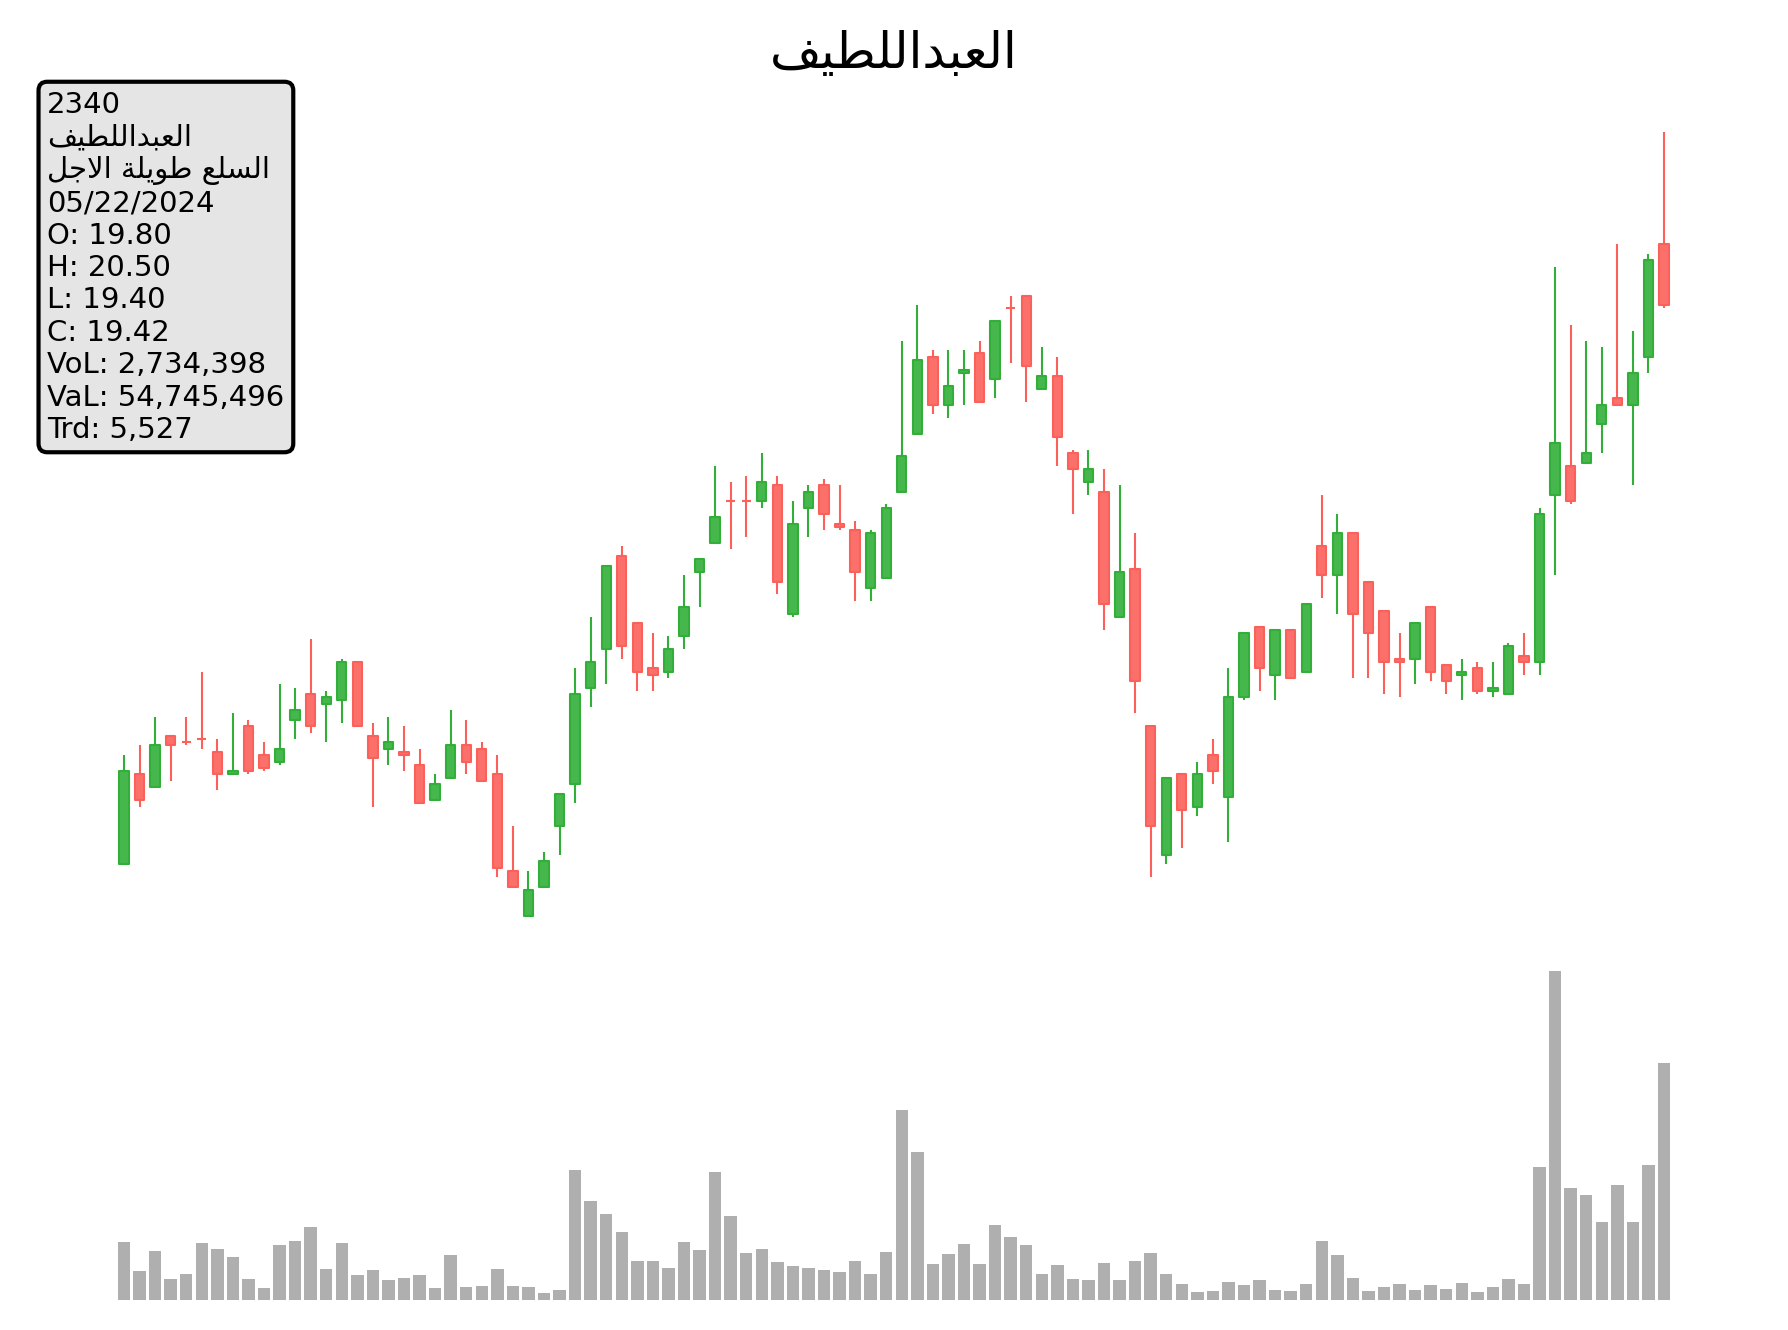 العبداللطيف
2340
العبداللطيف
السلع طويلة الاجل
05/22/2024
O: 19.80
H: 20.50
L: 19.40
C: 19.42
VoL: 2,734,398
VaL: 54,745,496
Trd: 5,527